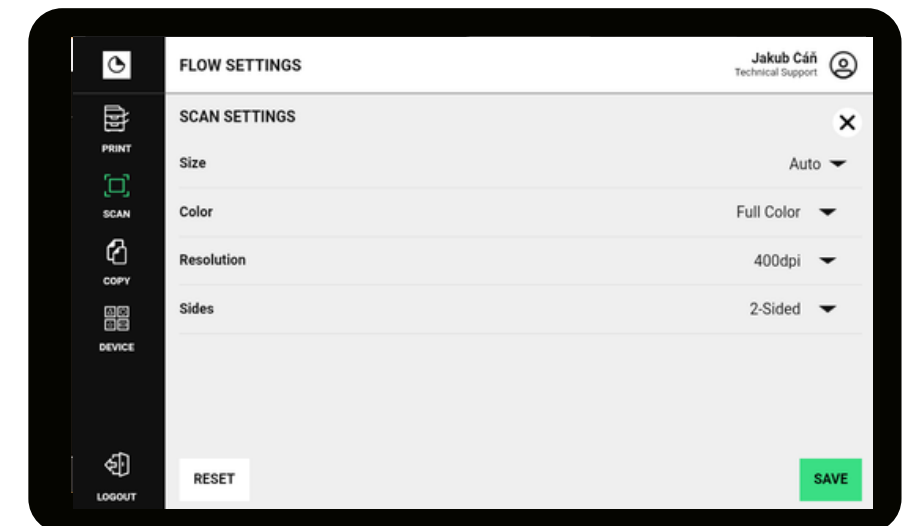 FLOW SETTINGS
Jakub Cáň
Technical Support
PRINT
SCAN
COPY
DEVICE
LOGOUT
SCAN SETTINGS
Size
Auto
Color
Full Color
Resolution
400dpi
Sides
2-Sided
RESET
SAVE